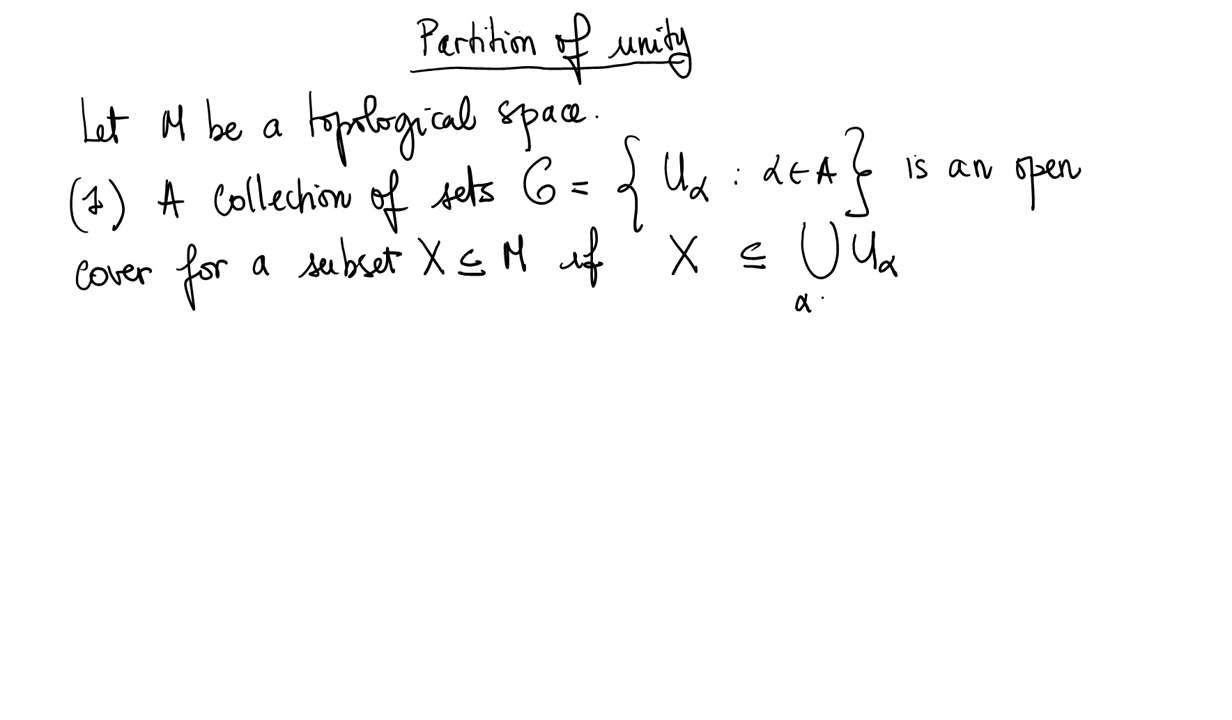 Partition of unity
Let M be a topological space.
(1) A collection of sets G = { U_α : α ∈ A } is an open
cover for a subset X ⊆ M if X ⊆ ⋃ U_α
α